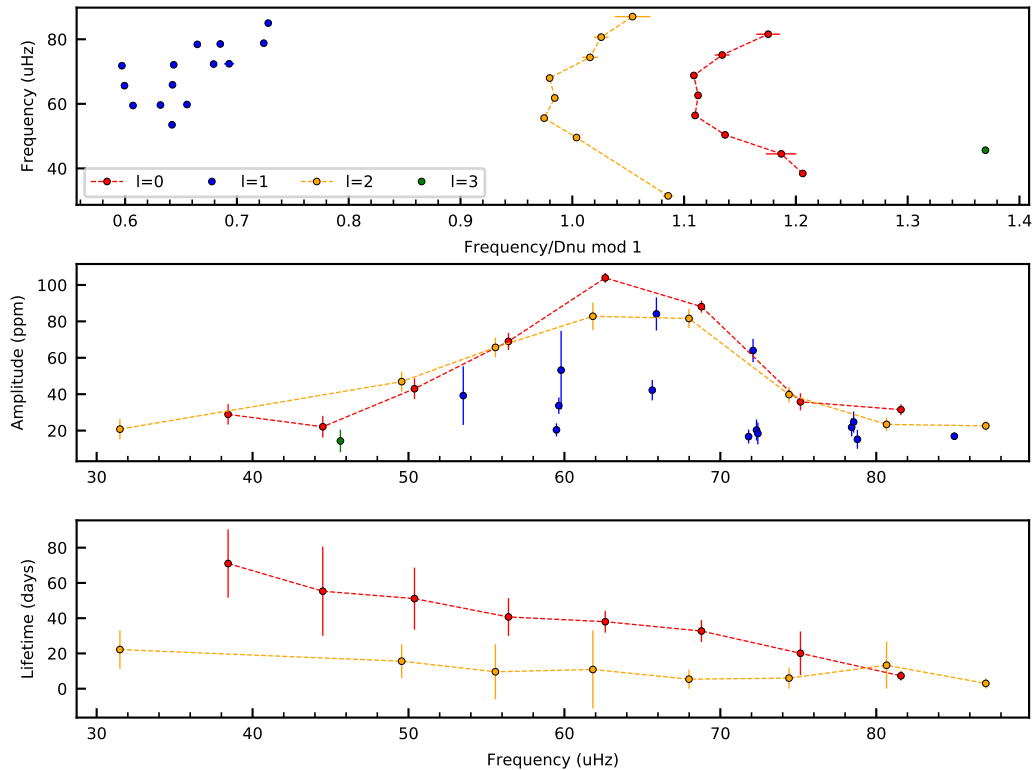 Frequency (uHz)
80
60
40
l=0 l=1 l=2 l=3
0.6 0.7 0.8 0.9 1.0 1.1 1.2 1.3 1.4
Frequency/Dnu mod 1
Amplitude (ppm)
100
80
60
40
20
30 40 50 60 70 80
Lifetime (days)
80
60
40
20
0
30 40 50 60 70 80
Frequency (uHz)